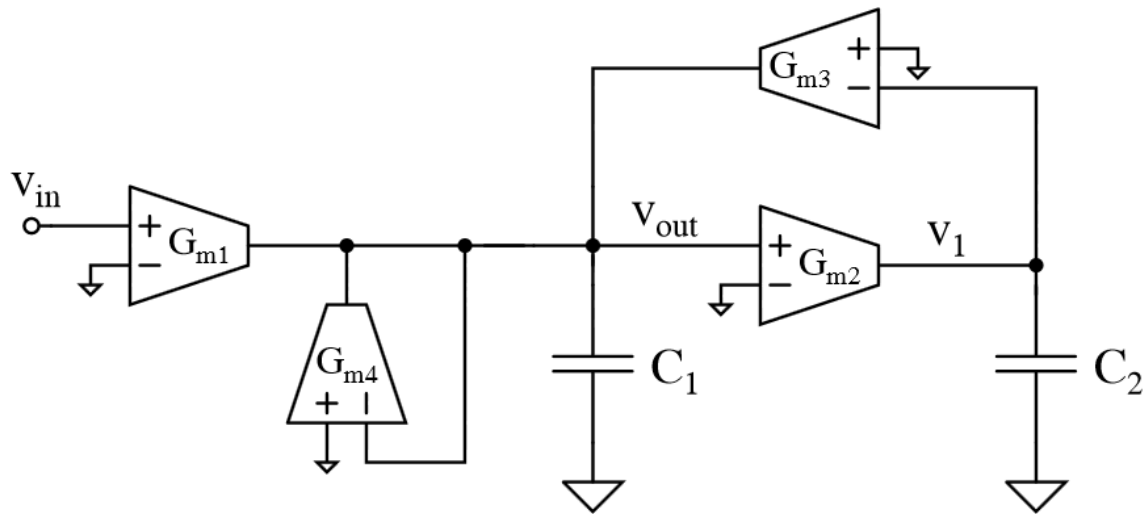 +
G_m3
−
v_in
+
G_m1
−
v_out
+
G_m2
−
v_1
G_m4
+ −
C_1
C_2